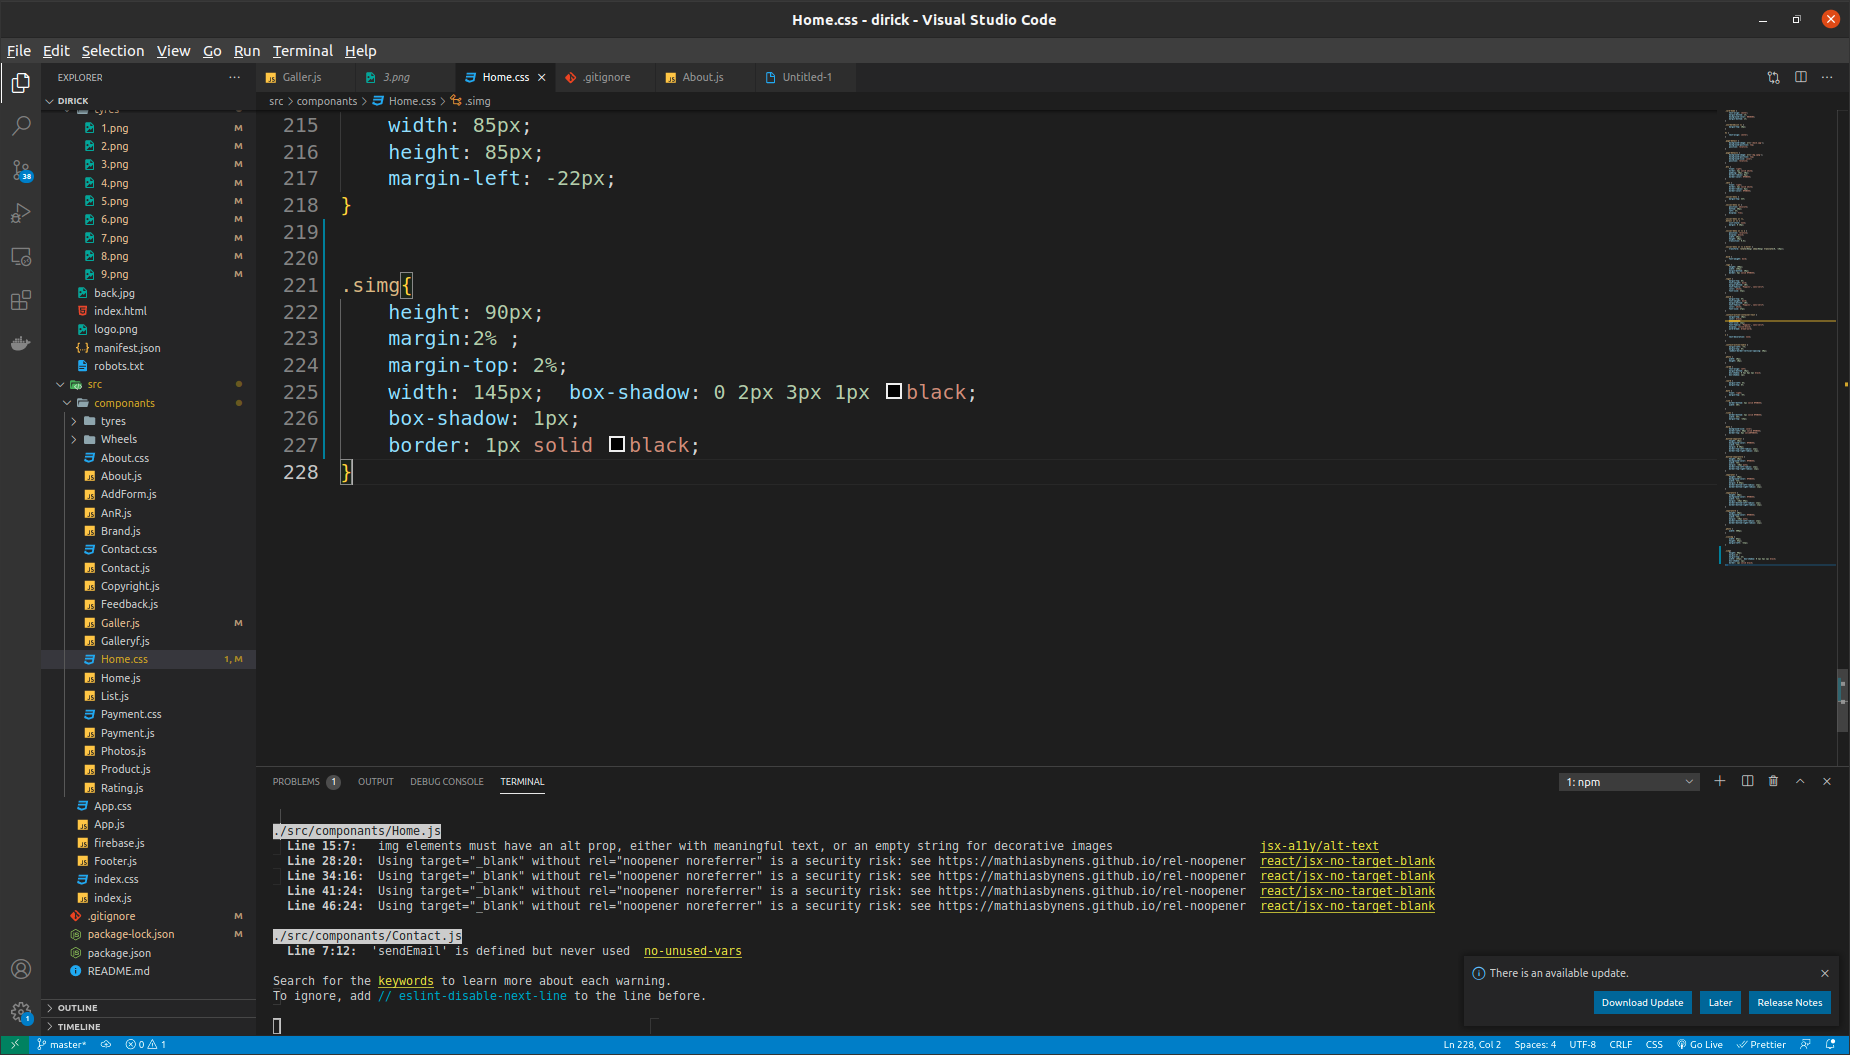 Home.css - dirick - Visual Studio Code
File Edit Selection View Go Run Terminal Help
EXPLORER
DIRICK
tyres
1.png M
2.png M
3.png M
4.png M
5.png M
6.png M
7.png M
8.png M
9.png M
back.jpg
index.html
logo.png
manifest.json
robots.txt
src
componants
tyres
Wheels
About.css
About.js
AddForm.js
AnR.js
Brand.js
Contact.css
Contact.js
Copyright.js
Feedback.js
Galler.js M
Galleryf.js
Home.css 1, M
Home.js
List.js
Payment.css
Payment.js
Photos.js
Product.js
Rating.js
App.css
App.js
firebase.js
Footer.js
index.css
index.js
.gitignore M
package-lock.json M
package.json
README.md
OUTLINE
TIMELINE
38
1
Galler.js 3.png Home.css .gitignore About.js Untitled-1
src > componants > Home.css > .simg
215 width: 85px;
216 height: 85px;
217 margin-left: -22px;
218 }
219
220
221 .simg{
222 height: 90px;
223 margin:2% ;
224 margin-top: 2%;
225 width: 145px; box-shadow: 0 2px 3px 1px black;
226 box-shadow: 1px;
227 border: 1px solid black;
228 }
PROBLEMS 1 OUTPUT DEBUG CONSOLE TERMINAL 1: npm
./src/componants/Home.js
Line 15:7: img elements must have an alt prop, either with meaningful text, or an empty string for decorative images jsx-a11y/alt-text
Line 28:20: Using target="_blank" without rel="noopener noreferrer" is a security risk: see https://mathiasbynens.github.io/rel-noopener react/jsx-no-target-blank
Line 34:16: Using target="_blank" without rel="noopener noreferrer" is a security risk: see https://mathiasbynens.github.io/rel-noopener react/jsx-no-target-blank
Line 41:24: Using target="_blank" without rel="noopener noreferrer" is a security risk: see https://mathiasbynens.github.io/rel-noopener react/jsx-no-target-blank
Line 46:24: Using target="_blank" without rel="noopener noreferrer" is a security risk: see https://mathiasbynens.github.io/rel-noopener react/jsx-no-target-blank
./src/componants/Contact.js
Line 7:12: 'sendEmail' is defined but never used no-unused-vars
Search for the keywords to learn more about each warning.
To ignore, add // eslint-disable-next-line to the line before.
There is an available update.
Download Update Later Release Notes
master* 0 1 Ln 228, Col 2 Spaces: 4 UTF-8 CRLF CSS Go Live Prettier